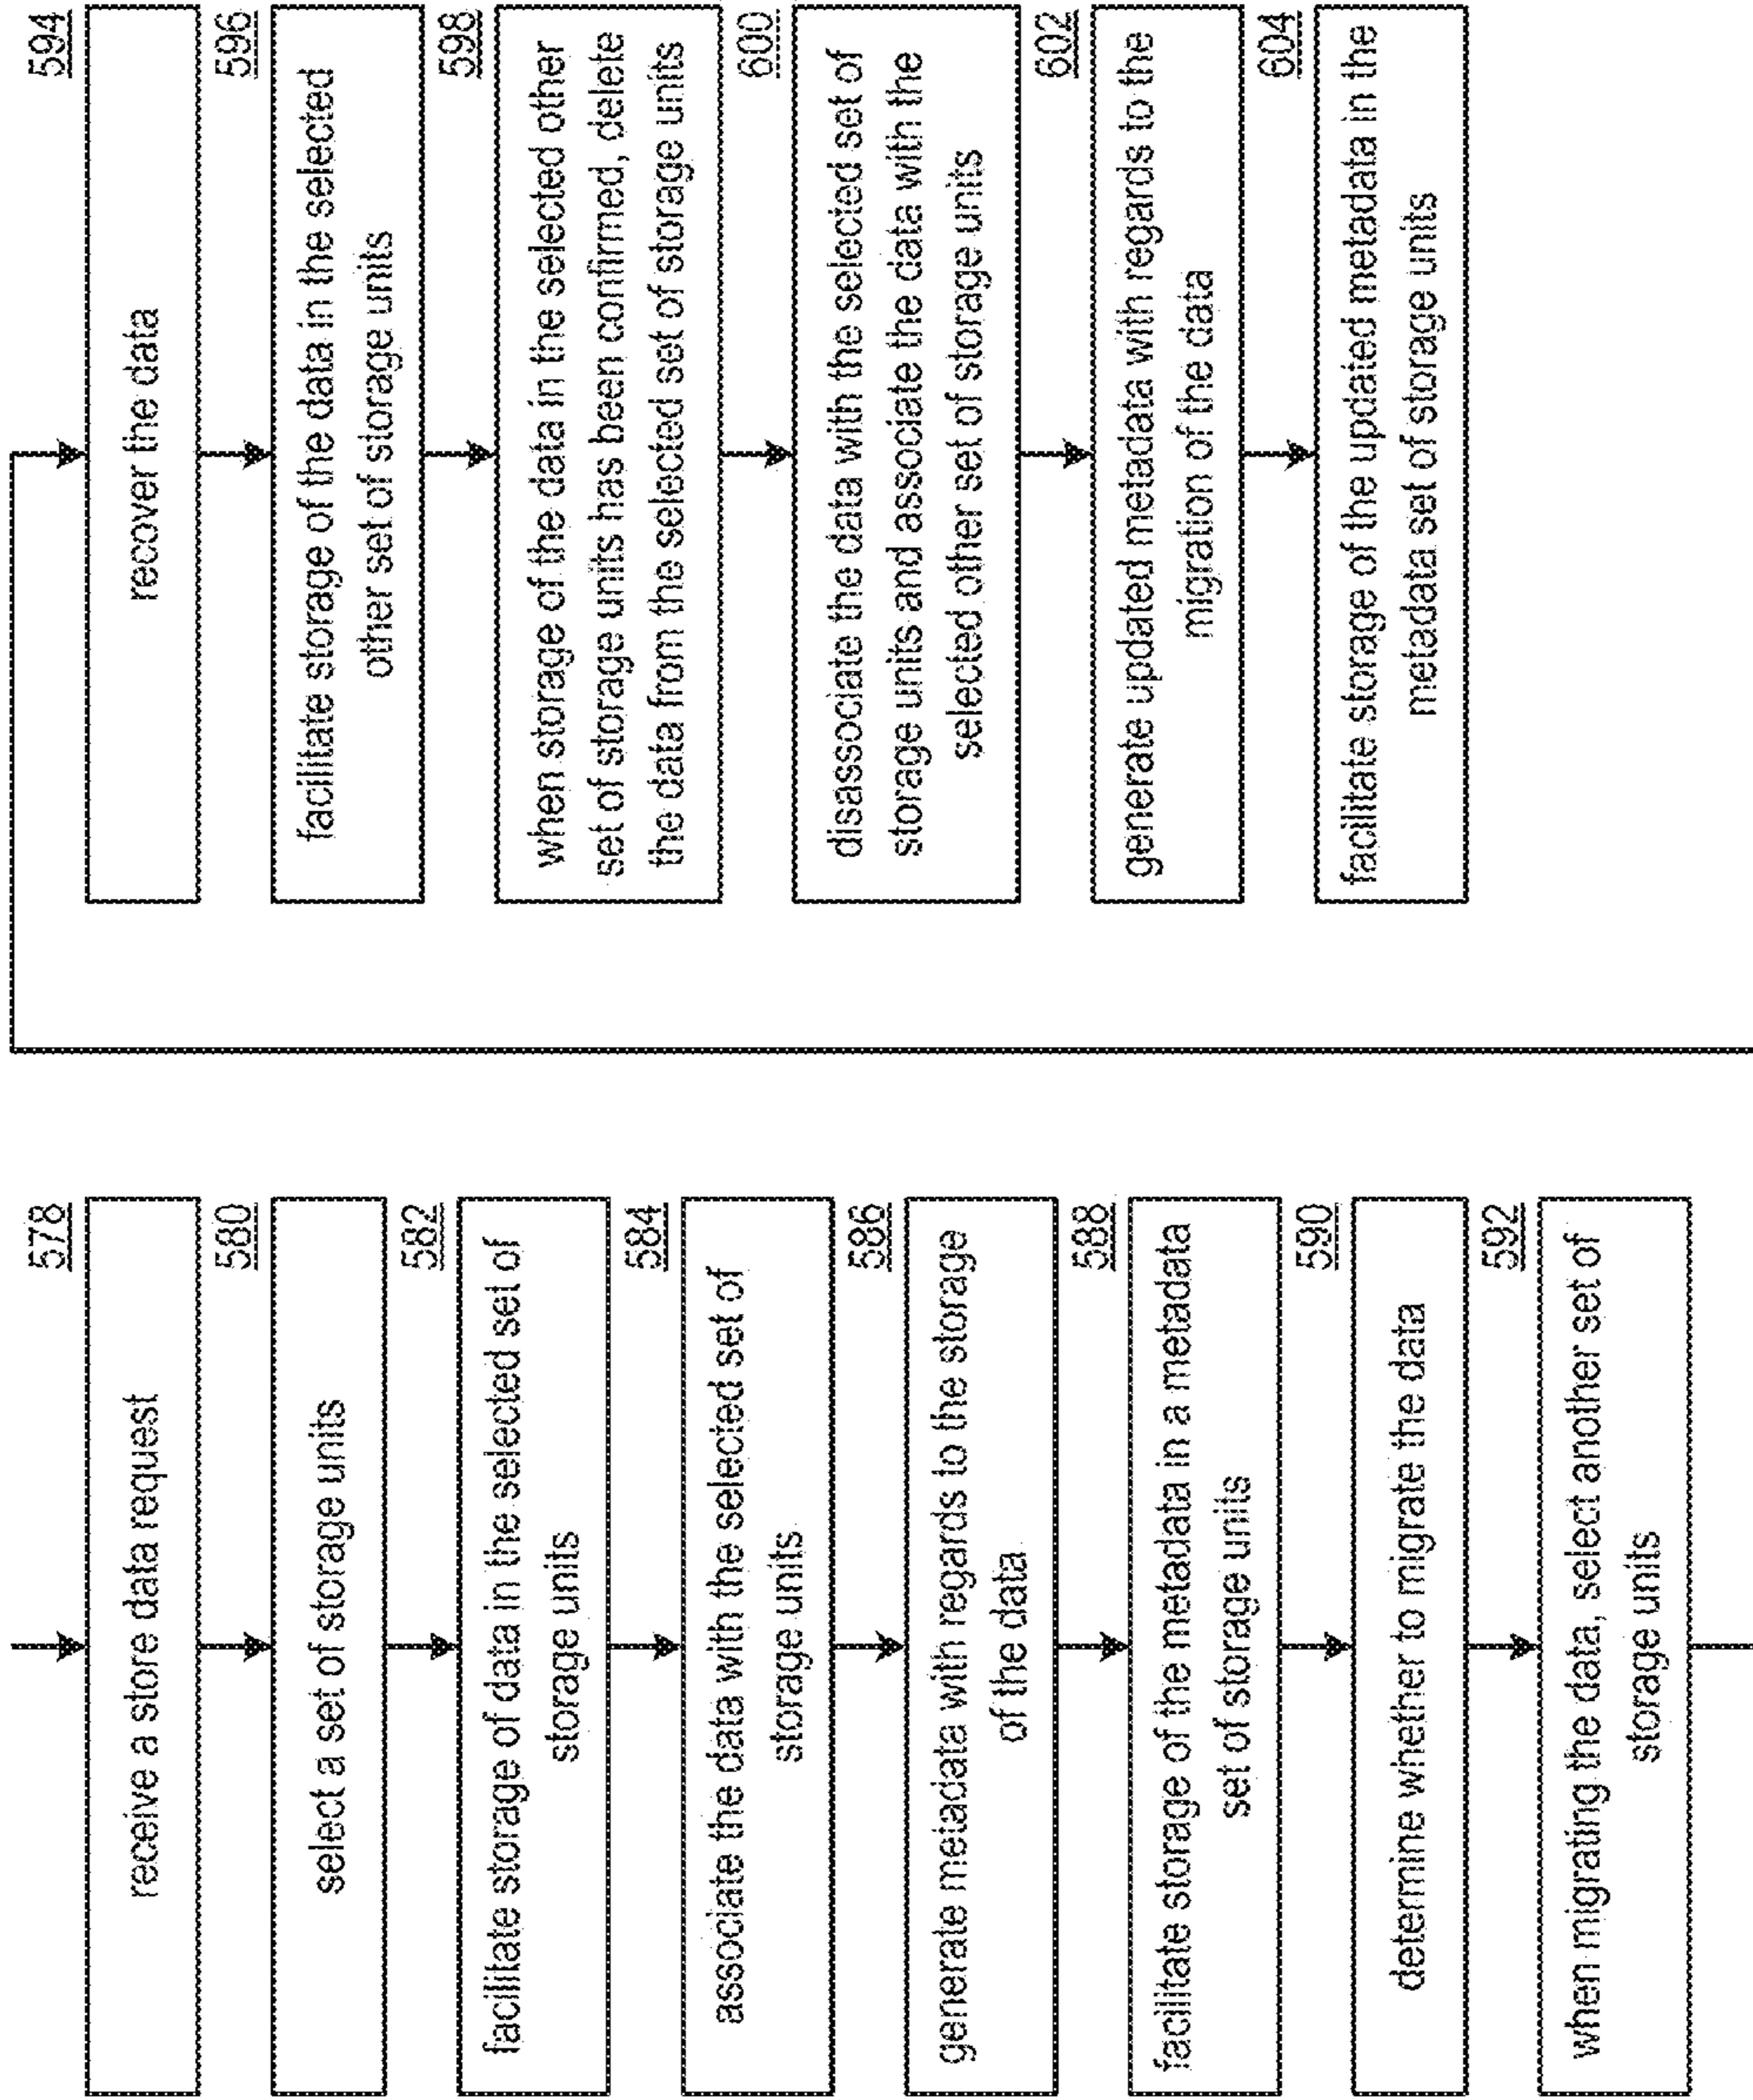 578
receive a store data request
580
select a set of storage units
582
facilitate storage of data in the selected set of
storage units
584
associate the data with the selected set of
storage units
586
generate metadata with regards to the storage
of the data
588
facilitate storage of the metadata in a metadata
set of storage units
590
determine whether to migrate the data
592
when migrating the data, select another set of
storage units
594
recover the data
596
facilitate storage of the data in the selected
other set of storage units
598
when storage of the data in the selected other
set of storage units has been confirmed, delete
the data from the selected set of storage units
600
disassociate the data with the selected set of
storage units and associate the data with the
selected other set of storage units
602
generate updated metadata with regards to the
migration of the data
604
facilitate storage of the updated metadata in the
metadata set of storage units